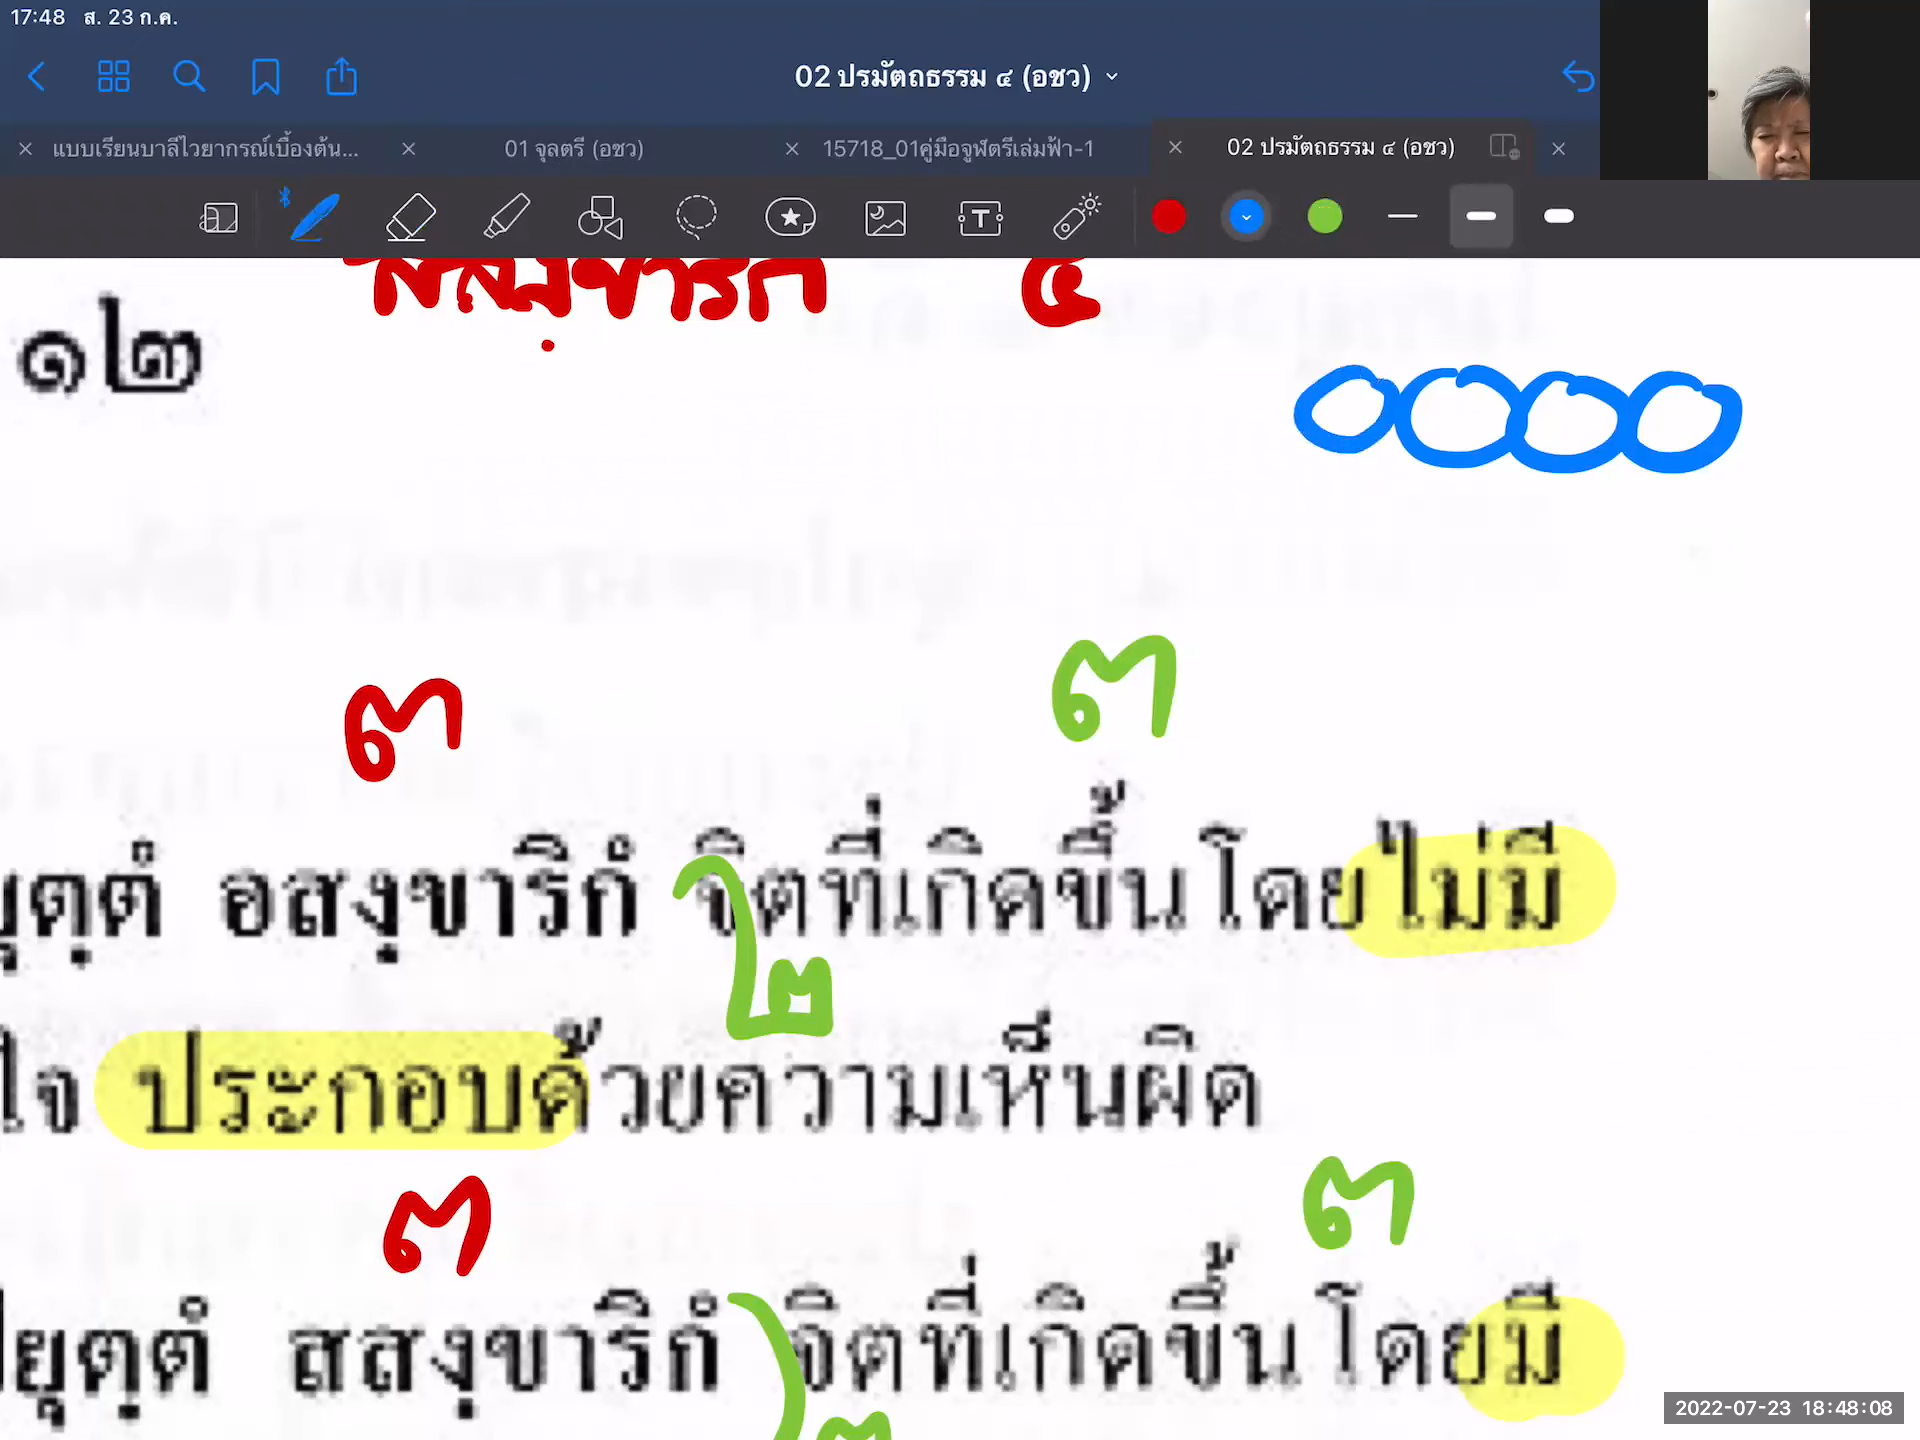 17:48 ส. 23 ก.ค.
02 ปรมัตถธรรม ๔ (อชว)
แบบเรียนบาลีไวยากรณ์เบื้องต้น...
01 จุลตรี (อชว)
15718_01คู่มือจูฬตรีเล่มฟ้า-1
02 ปรมัตถธรรม ๔ (อชว)
สสงฺขาริก ๕
๑๒
๓ ๓
ยุตฺตํ อสงฺขาริกํ จิตที่เกิดขึ้นโดยไม่มี
๒
ใจ ประกอบด้วยความเห็นผิด
๓ ๓
ยุตฺตํ สสงฺขาริกํ จิตที่เกิดขึ้นโดยมี
2022-07-23 18:48:08